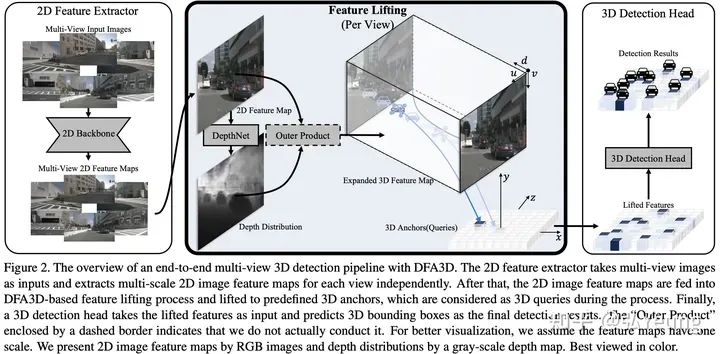 2D Feature Extractor
Multi-View Input Images
2D Backbone
Multi-View 2D Feature Maps
Feature Lifting
(Per View)
2D Feature Map
DepthNet
Outer Product
Depth Distribution
d
u
v
Expanded 3D Feature Map
y
z
x
3D Anchors(Queries)
3D Detection Head
Detection Results
3D Detection Head
Lifted Features
Figure 2. The overview of an end-to-end multi-view 3D detection pipeline with DFA3D. The 2D feature extractor takes multi-view images
as inputs and extracts multi-scale 2D image feature maps for each view independently. After that, the 2D image feature maps are fed into
DFA3D-based feature lifting process and lifted to predefined 3D anchors, which are considered as 3D queries during the process. Finally,
a 3D detection head takes the lifted features as input and predicts 3D bounding boxes as the final detection results. The “Outer Product”
enclosed by a dashed border indicates that we do not actually conduct it. For better visualization, we assume the feature maps have one
scale. We present 2D image feature maps by RGB images and depth distributions by a gray-scale depth map. Best viewed in color.